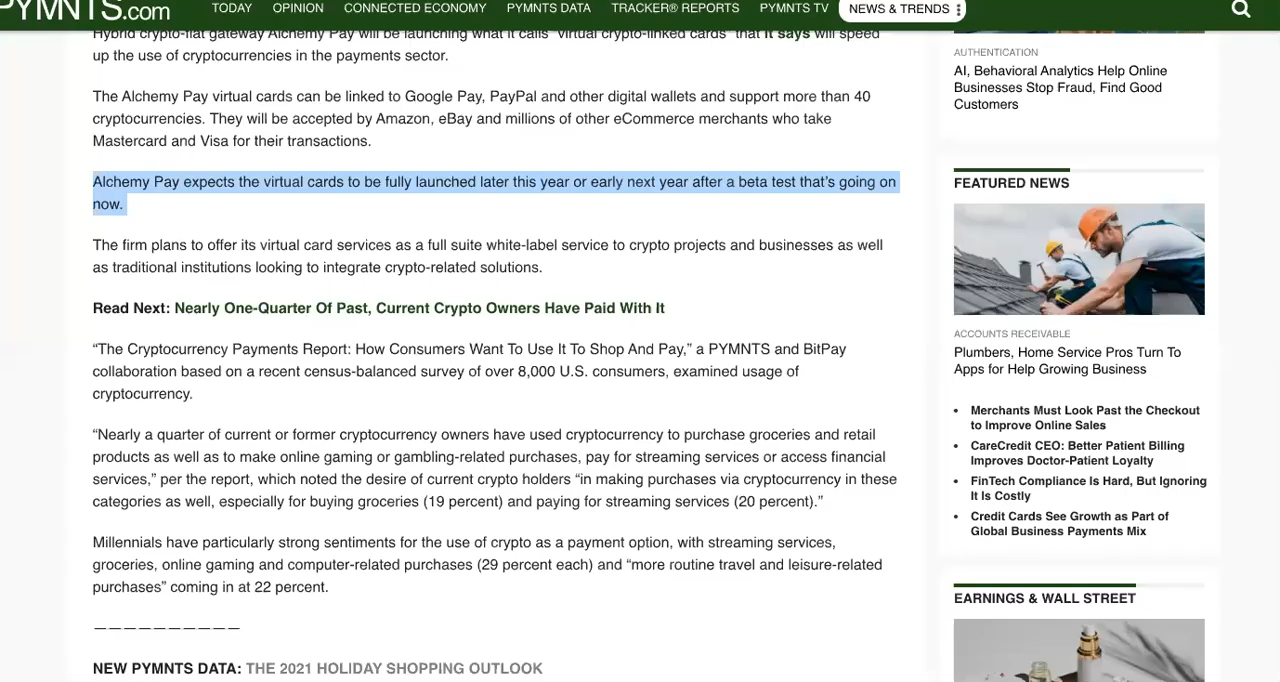 PYMNTS.com
TODAY OPINION CONNECTED ECONOMY PYMNTS DATA TRACKER® REPORTS PYMNTS TV NEWS & TRENDS
Hybrid crypto-fiat gateway Alchemy Pay will be launching what it calls “virtual crypto-linked cards” that it says will speed
up the use of cryptocurrencies in the payments sector.
The Alchemy Pay virtual cards can be linked to Google Pay, PayPal and other digital wallets and support more than 40
cryptocurrencies. They will be accepted by Amazon, eBay and millions of other eCommerce merchants who take
Mastercard and Visa for their transactions.
Alchemy Pay expects the virtual cards to be fully launched later this year or early next year after a beta test that’s going on
now.
The firm plans to offer its virtual card services as a full suite white-label service to crypto projects and businesses as well
as traditional institutions looking to integrate crypto-related solutions.
Read Next: Nearly One-Quarter Of Past, Current Crypto Owners Have Paid With It
“The Cryptocurrency Payments Report: How Consumers Want To Use It To Shop And Pay,” a PYMNTS and BitPay
collaboration based on a recent census-balanced survey of over 8,000 U.S. consumers, examined usage of
cryptocurrency.
“Nearly a quarter of current or former cryptocurrency owners have used cryptocurrency to purchase groceries and retail
products as well as to make online gaming or gambling-related purchases, pay for streaming services or access financial
services,” per the report, which noted the desire of current crypto holders “in making purchases via cryptocurrency in these
categories as well, especially for buying groceries (19 percent) and paying for streaming services (20 percent).”
Millennials have particularly strong sentiments for the use of crypto as a payment option, with streaming services,
groceries, online gaming and computer-related purchases (29 percent each) and “more routine travel and leisure-related
purchases” coming in at 22 percent.
——————————
NEW PYMNTS DATA: THE 2021 HOLIDAY SHOPPING OUTLOOK
AUTHENTICATION
AI, Behavioral Analytics Help Online
Businesses Stop Fraud, Find Good
Customers
FEATURED NEWS
ACCOUNTS RECEIVABLE
Plumbers, Home Service Pros Turn To
Apps for Help Growing Business
• Merchants Must Look Past the Checkout
to Improve Online Sales
• CareCredit CEO: Better Patient Billing
Improves Doctor-Patient Loyalty
• FinTech Compliance Is Hard, But Ignoring
It Is Costly
• Credit Cards See Growth as Part of
Global Business Payments Mix
EARNINGS & WALL STREET